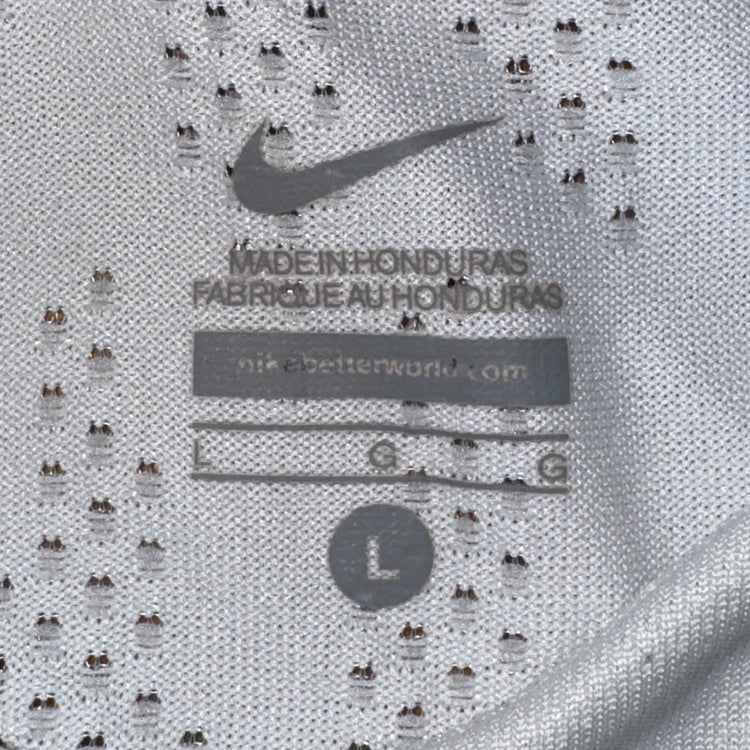 MADE IN HONDURAS
FABRIQUE AU HONDURAS
nikebetterworld.com
L G G
L